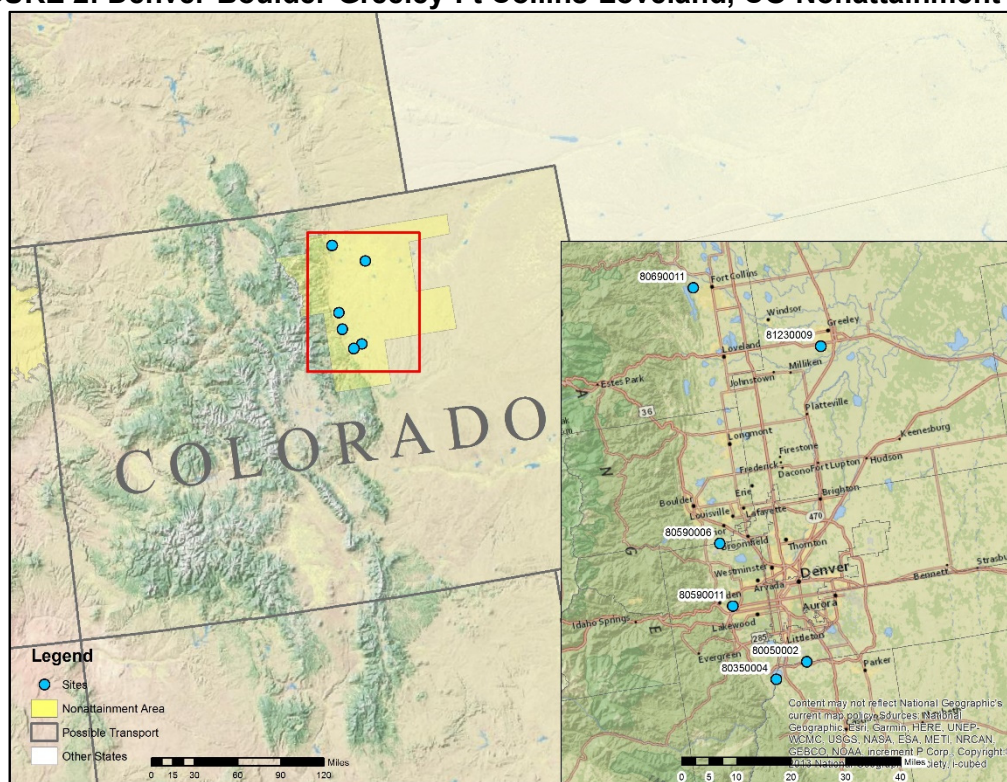 Denver-Boulder-Greeley-Ft Collins-Loveland, CO Nonattainment
COLORADO
Legend
Sites
Nonattainment Area
Possible Transport
Other States
0 15 30 60 90 120 Miles
80690011
Fort Collins
Windsor
Greeley
81230009
Loveland
Milliken
Johnstown
Estes Park
Platteville
36
Longmont
Keenesburg
Firestone
Frederick
Dacono
Fort Lupton
Hudson
Erie
Boulder
Brighton
Louisville
Lafayette
470
80590006
Broomfield
Thornton
Westminster
Denver
Bennett
Arvada
80590011
Aurora
Idaho Springs
Lakewood
285
Littleton
Evergreen
80050002
Parker
80350004
Content may not reflect National Geographic's
current map policy. Sources: National
Geographic, Esri, Garmin, HERE, UNEP-
WCMC, USGS, NASA, ESA, METI, NRCAN,
GEBCO, NOAA, increment P Corp., Copyright:
2013 National Geographic Society, i-cubed
0 5 10 20 30 40 Miles